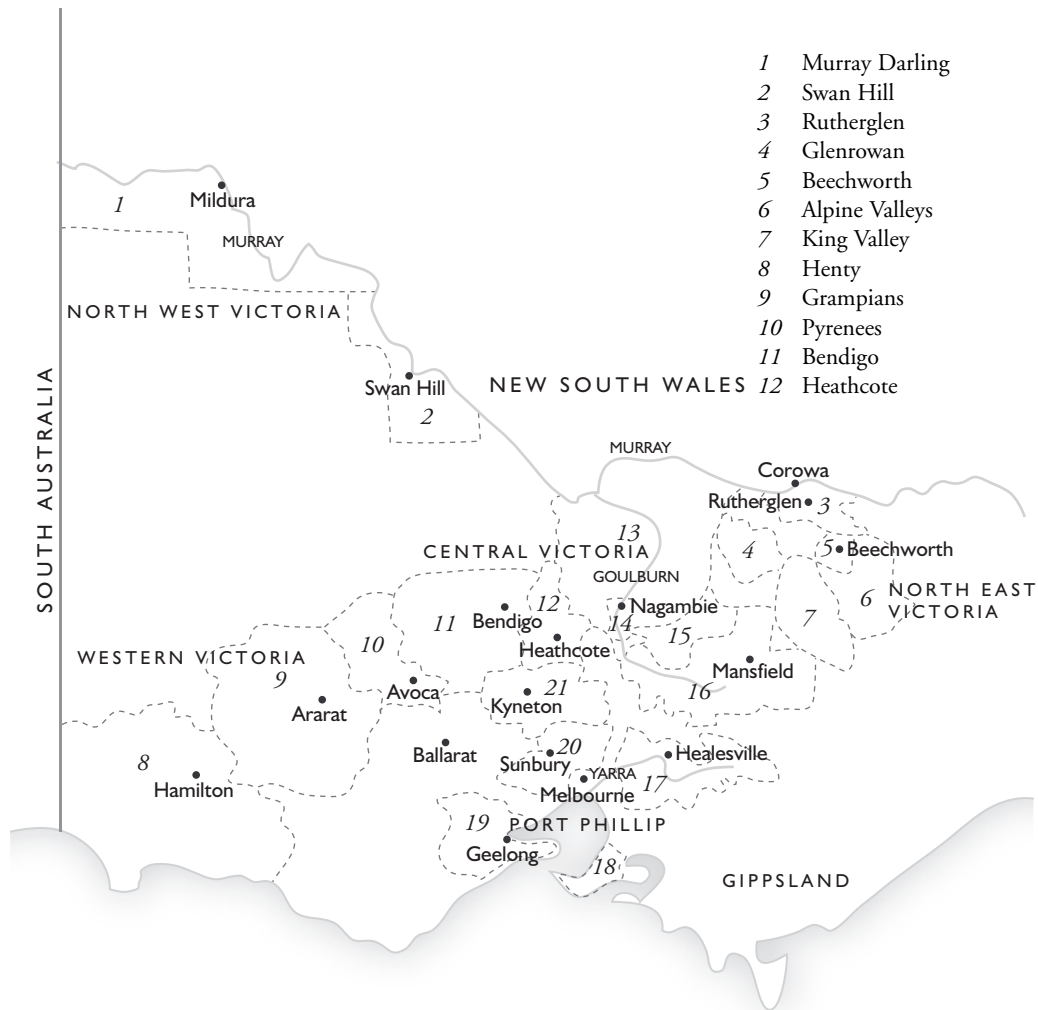 1 Murray Darling
2 Swan Hill
3 Rutherglen
4 Glenrowan
5 Beechworth
6 Alpine Valleys
7 King Valley
8 Henty
9 Grampians
10 Pyrenees
11 Bendigo
12 Heathcote
1
Mildura
MURRAY
NORTH WEST VICTORIA
SOUTH AUSTRALIA
Swan Hill
2
NEW SOUTH WALES
MURRAY
Corowa
Rutherglen
3
13
CENTRAL VICTORIA
4
5
Beechworth
GOULBURN
6
NORTH EAST
VICTORIA
12
Nagambie
11
Bendigo
14
15
7
10
Heathcote
WESTERN VICTORIA
9
Mansfield
Avoca
21
16
Kyneton
Ararat
Ballarat
20
Sunbury
Healesville
8
Hamilton
YARRA
17
Melbourne
19
PORT PHILLIP
Geelong
18
GIPPSLAND